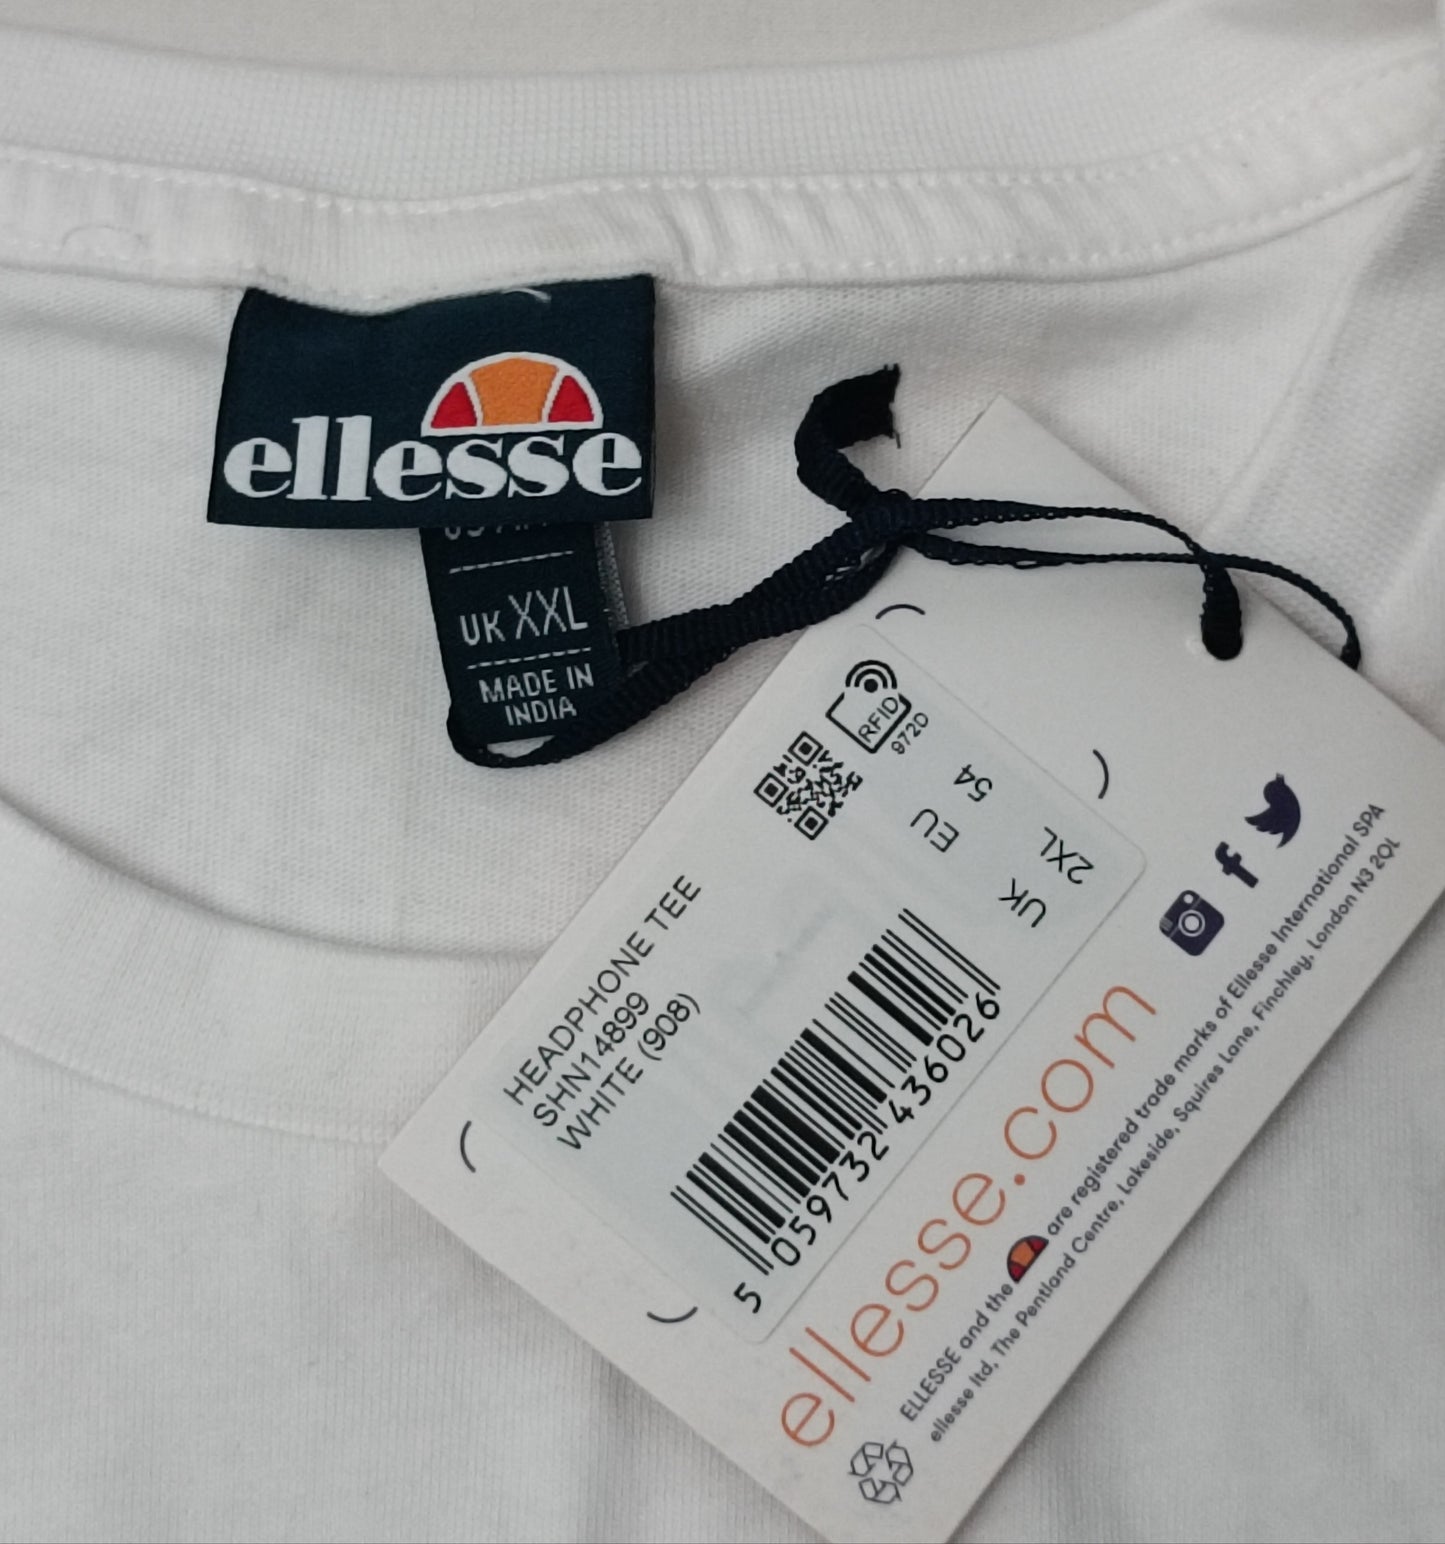 ellesse
UK XXL
MADE IN
INDIA
RFID
9720
EU 54
UK 2XL
HEADPHONE TEE
SHN14899
WHITE (908)
5 059732 436026
ellesse.com
ELLESSE and the are registered trade marks of Ellesse International SPA
ellesse ltd, The Pentland Centre, Lakeside, Squires Lane, Finchley, London N3 2QL